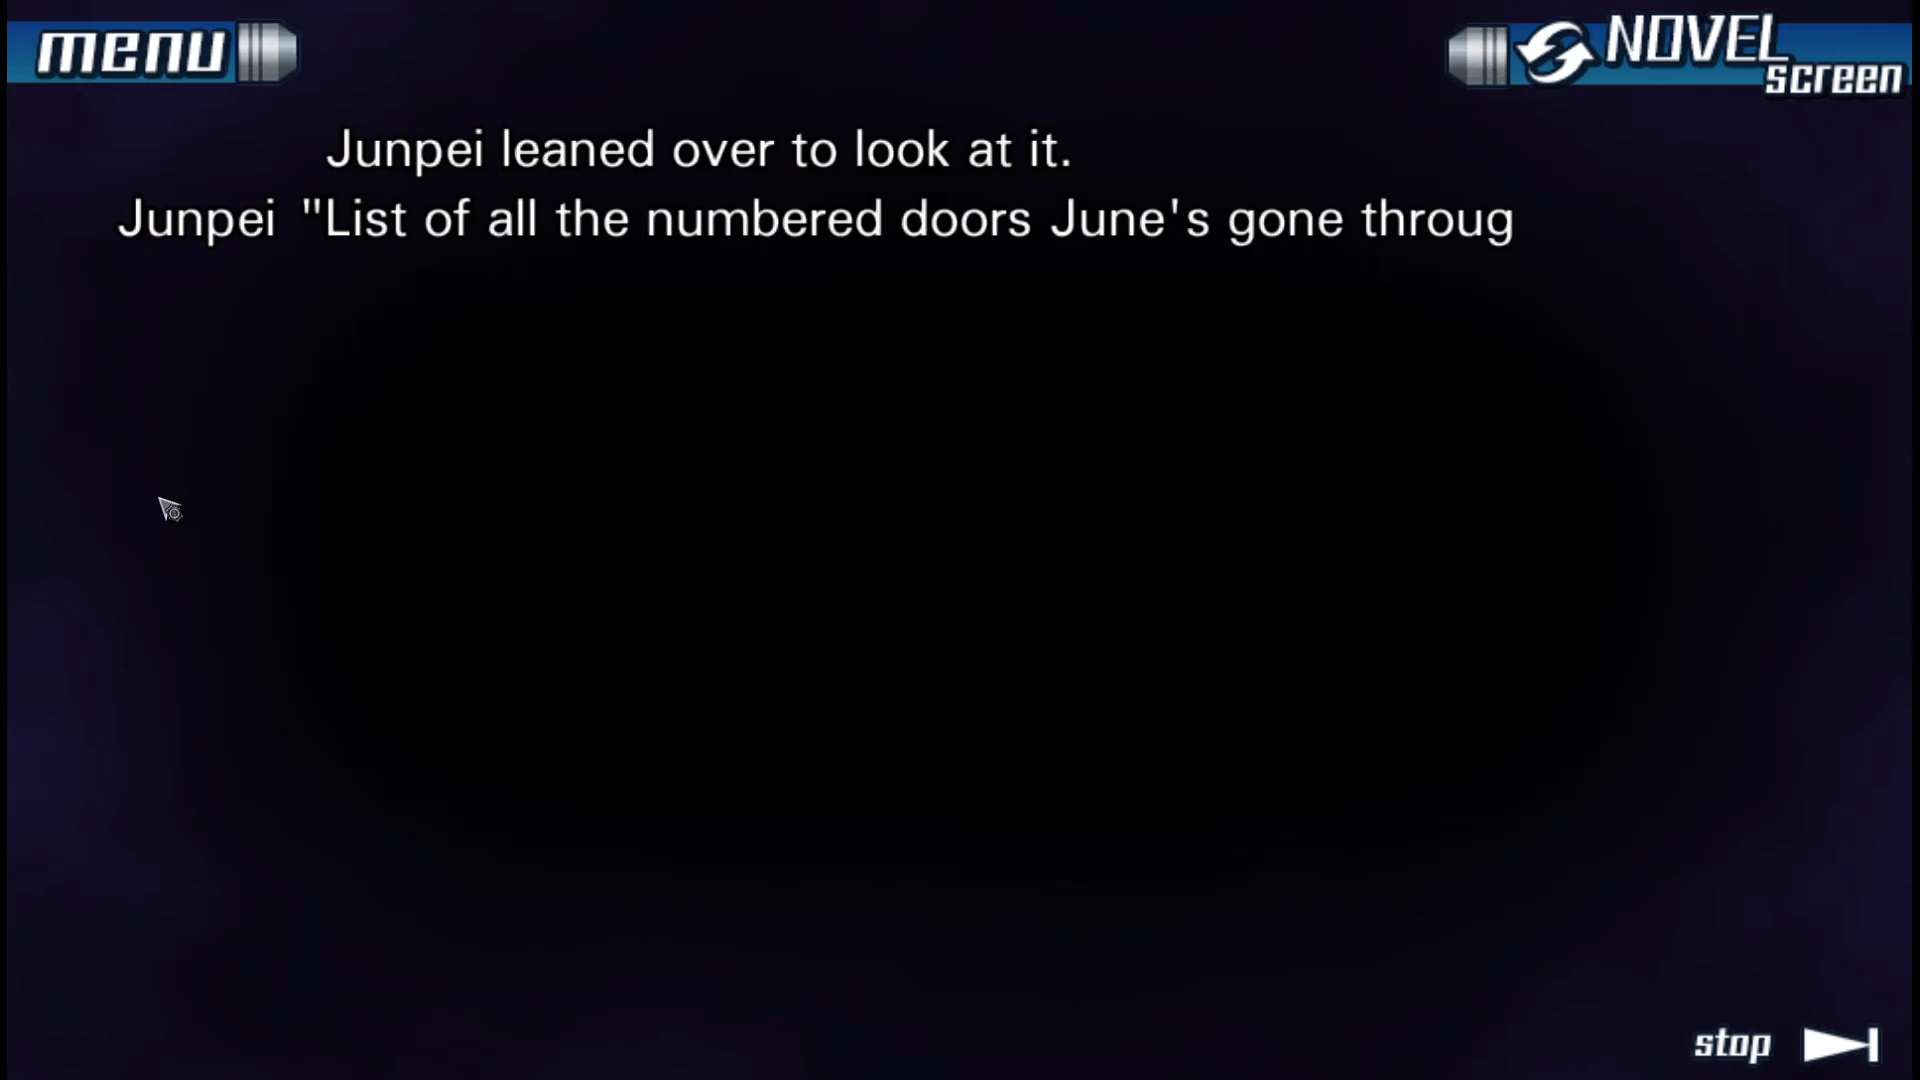 menu
NOVEL
screen
Junpei leaned over to look at it.
Junpei "List of all the numbered doors June's gone throug
stop